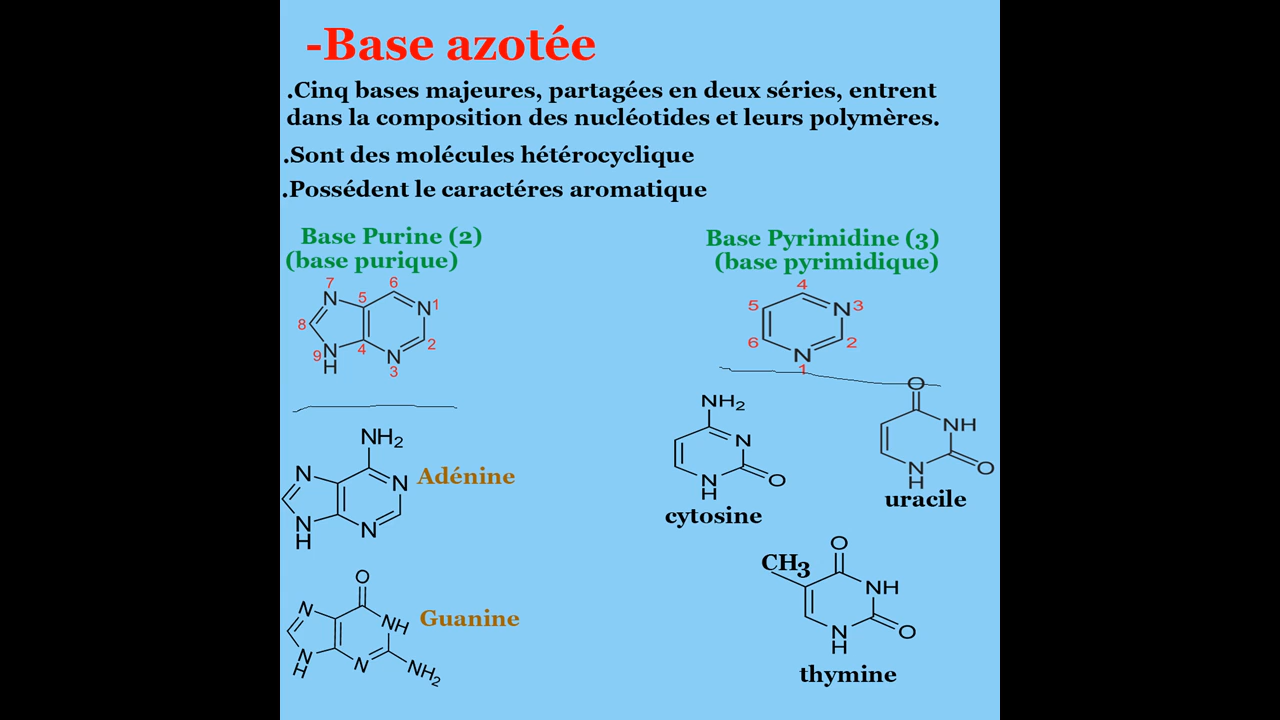 -Base azotée
.Cinq bases majeures, partagées en deux séries, entrent
dans la composition des nucléotides et leurs polymères.
.Sont des molécules hétérocyclique
.Possédent le caractéres aromatique
Base Purine (2)
(base purique)
7
6
5
N
N
1
8
9
N
H
4
N
2
3
Base Pyrimidine (3)
(base pyrimidique)
4
5
N
3
6
2
N
1
NH2
N
N
Adénine
N
H
N
O
N
NH
Guanine
N
H
N
NH2
NH2
N
N
H
O
cytosine
O
NH
N
H
O
uracile
O
CH3
NH
N
H
O
thymine